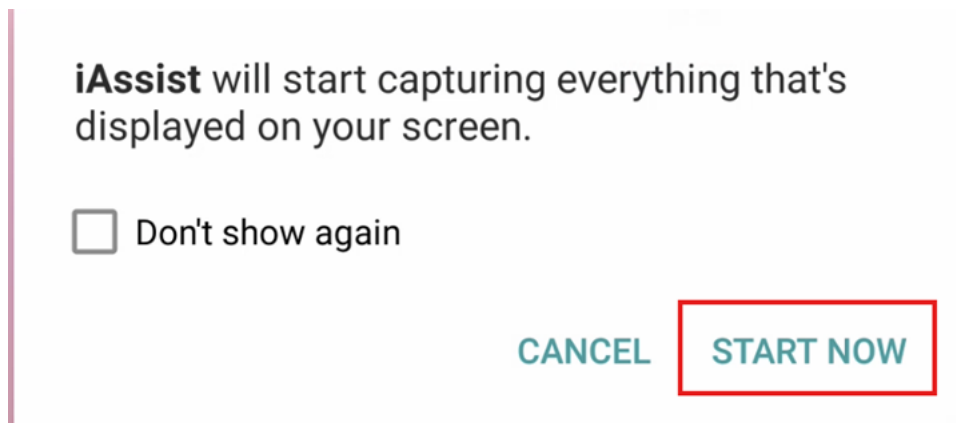 iAssist will start capturing everything that's
displayed on your screen.
Don't show again
CANCEL START NOW